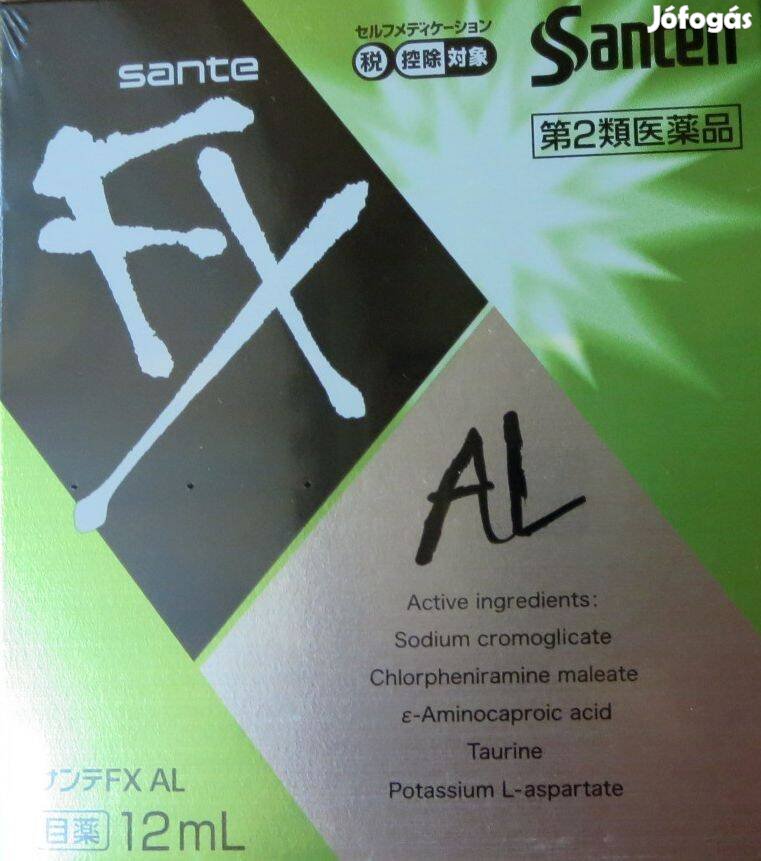 Jófogás
セルフメディケーション
税 控除 対象
Santen
sante
第2類医薬品
FX
AL
Active ingredients:
Sodium cromoglicate
Chlorpheniramine maleate
ε-Aminocaproic acid
Taurine
Potassium L-aspartate
サンテFX AL
目薬 12mL